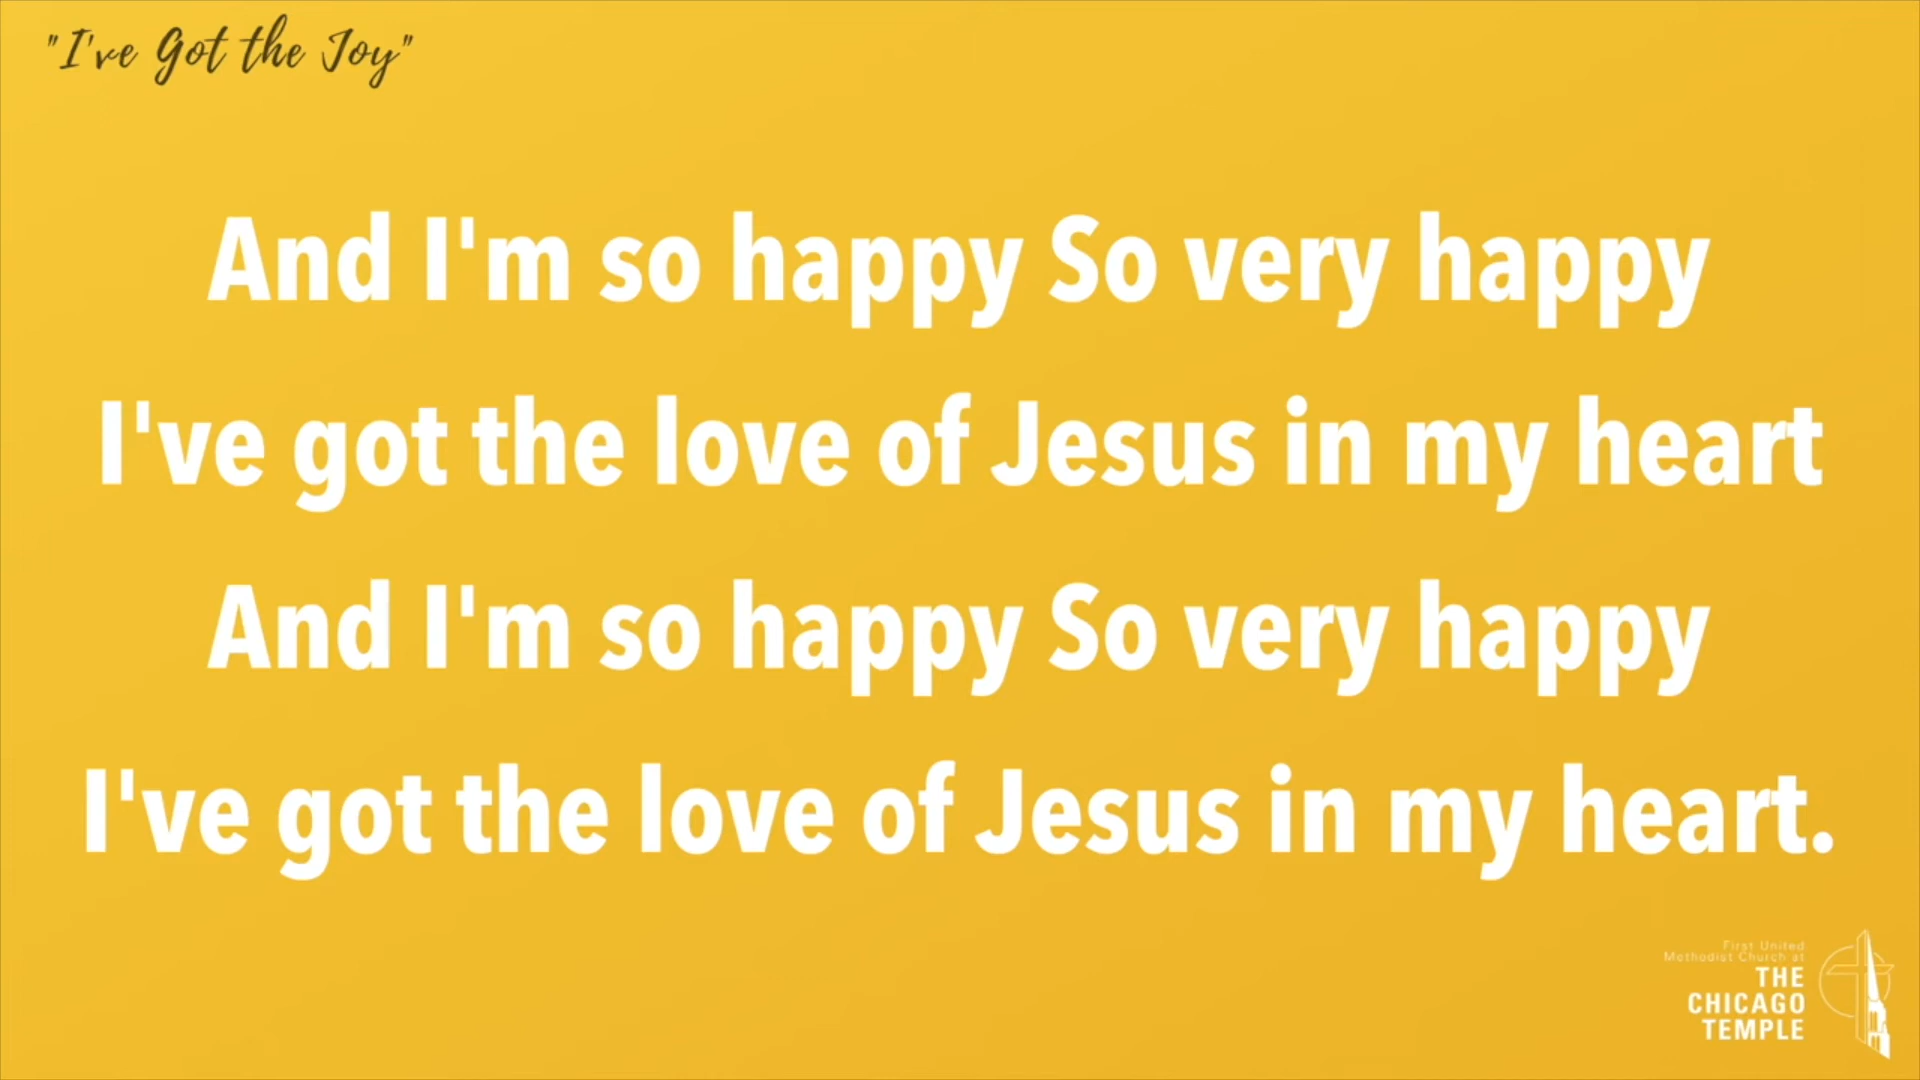 "I've Got the Joy"
And I'm so happy So very happy
I've got the love of Jesus in my heart
And I'm so happy So very happy
I've got the love of Jesus in my heart.
First United
Methodist Church at
THE
CHICAGO
TEMPLE